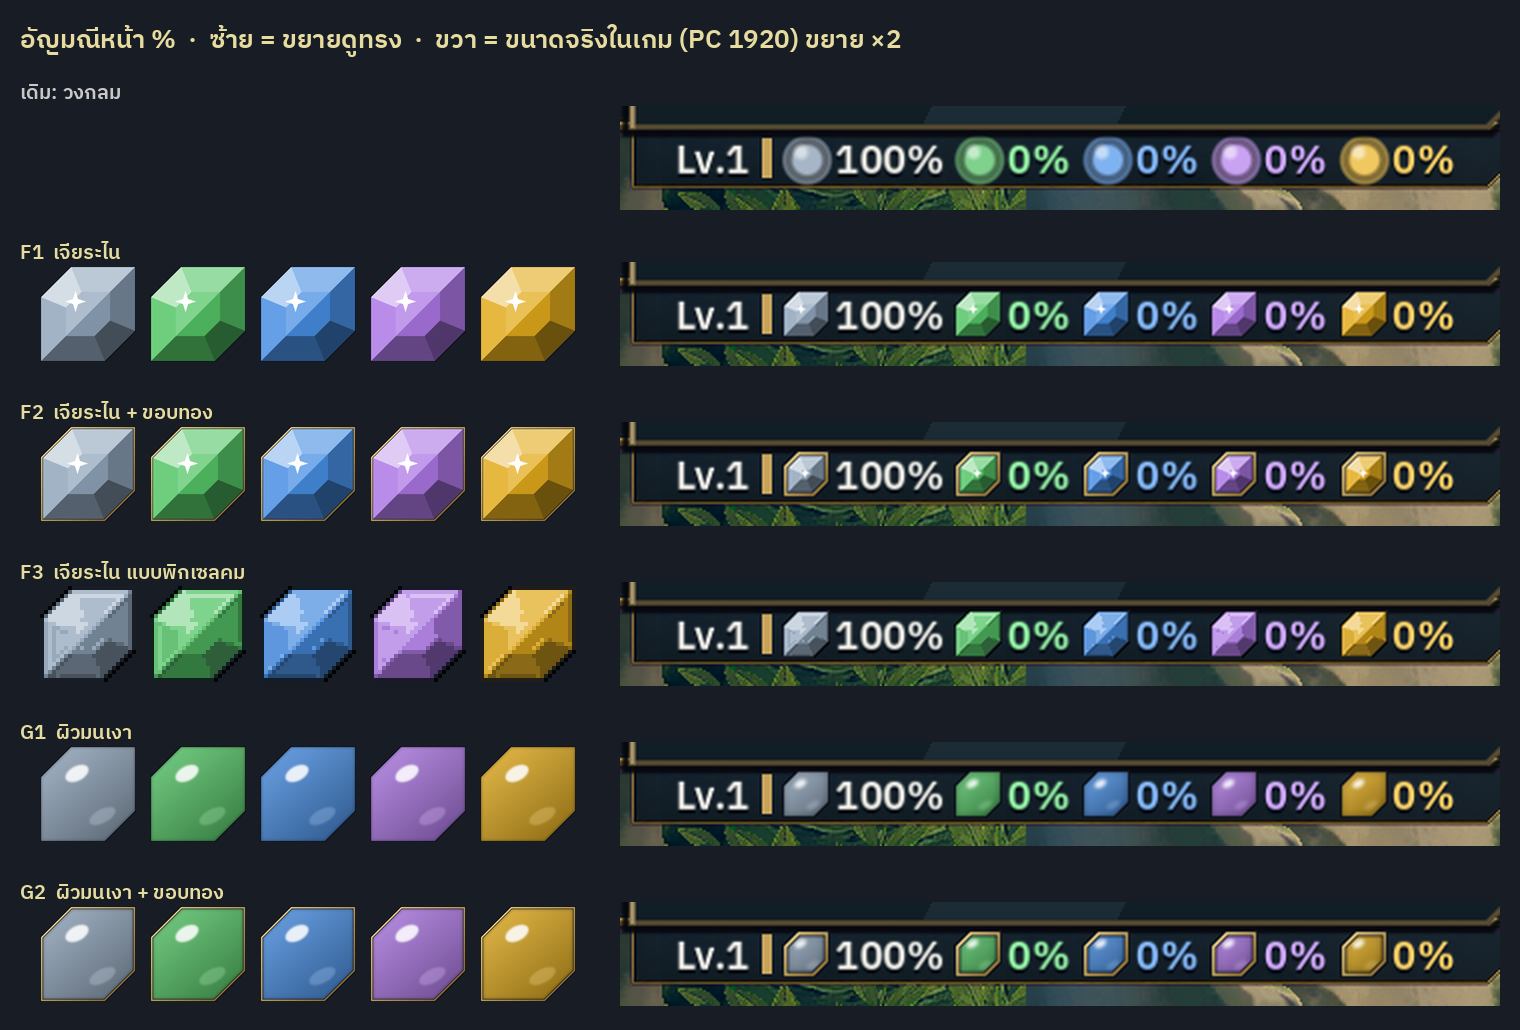 อัญมณีหน้า % · ซ้าย = ขยายดูทรง · ขวา = ขนาดจริงในเกม (PC 1920) ขยาย ×2
เดิม: วงกลม
Lv.1 100% 0% 0% 0% 0%
F1 เจียระไน
Lv.1 100% 0% 0% 0% 0%
F2 เจียระไน + ขอบทอง
Lv.1 100% 0% 0% 0% 0%
F3 เจียระไน แบบพิกเซลคม
Lv.1 100% 0% 0% 0% 0%
G1 ผิวมนเงา
Lv.1 100% 0% 0% 0% 0%
G2 ผิวมนเงา + ขอบทอง
Lv.1 100% 0% 0% 0% 0%